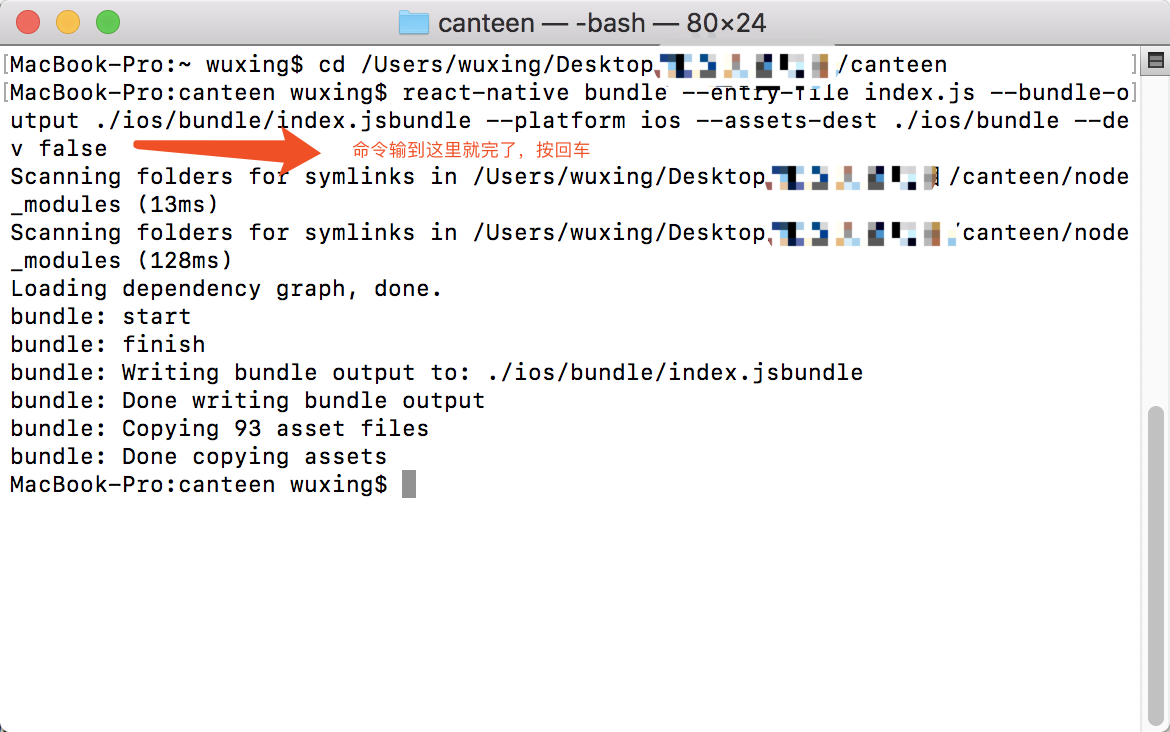 canteen — -bash — 80×24
[MacBook-Pro:~ wuxing$ cd /Users/wuxing/Desktop /canteen ]
[MacBook-Pro:canteen wuxing$ react-native bundle --entry-file index.js --bundle-o]
utput ./ios/bundle/index.jsbundle --platform ios --assets-dest ./ios/bundle --de
v false 命令输到这里就完了，按回车
Scanning folders for symlinks in /Users/wuxing/Desktop /canteen/node
_modules (13ms)
Scanning folders for symlinks in /Users/wuxing/Desktop /canteen/node
_modules (128ms)
Loading dependency graph, done.
bundle: start
bundle: finish
bundle: Writing bundle output to: ./ios/bundle/index.jsbundle
bundle: Done writing bundle output
bundle: Copying 93 asset files
bundle: Done copying assets
MacBook-Pro:canteen wuxing$